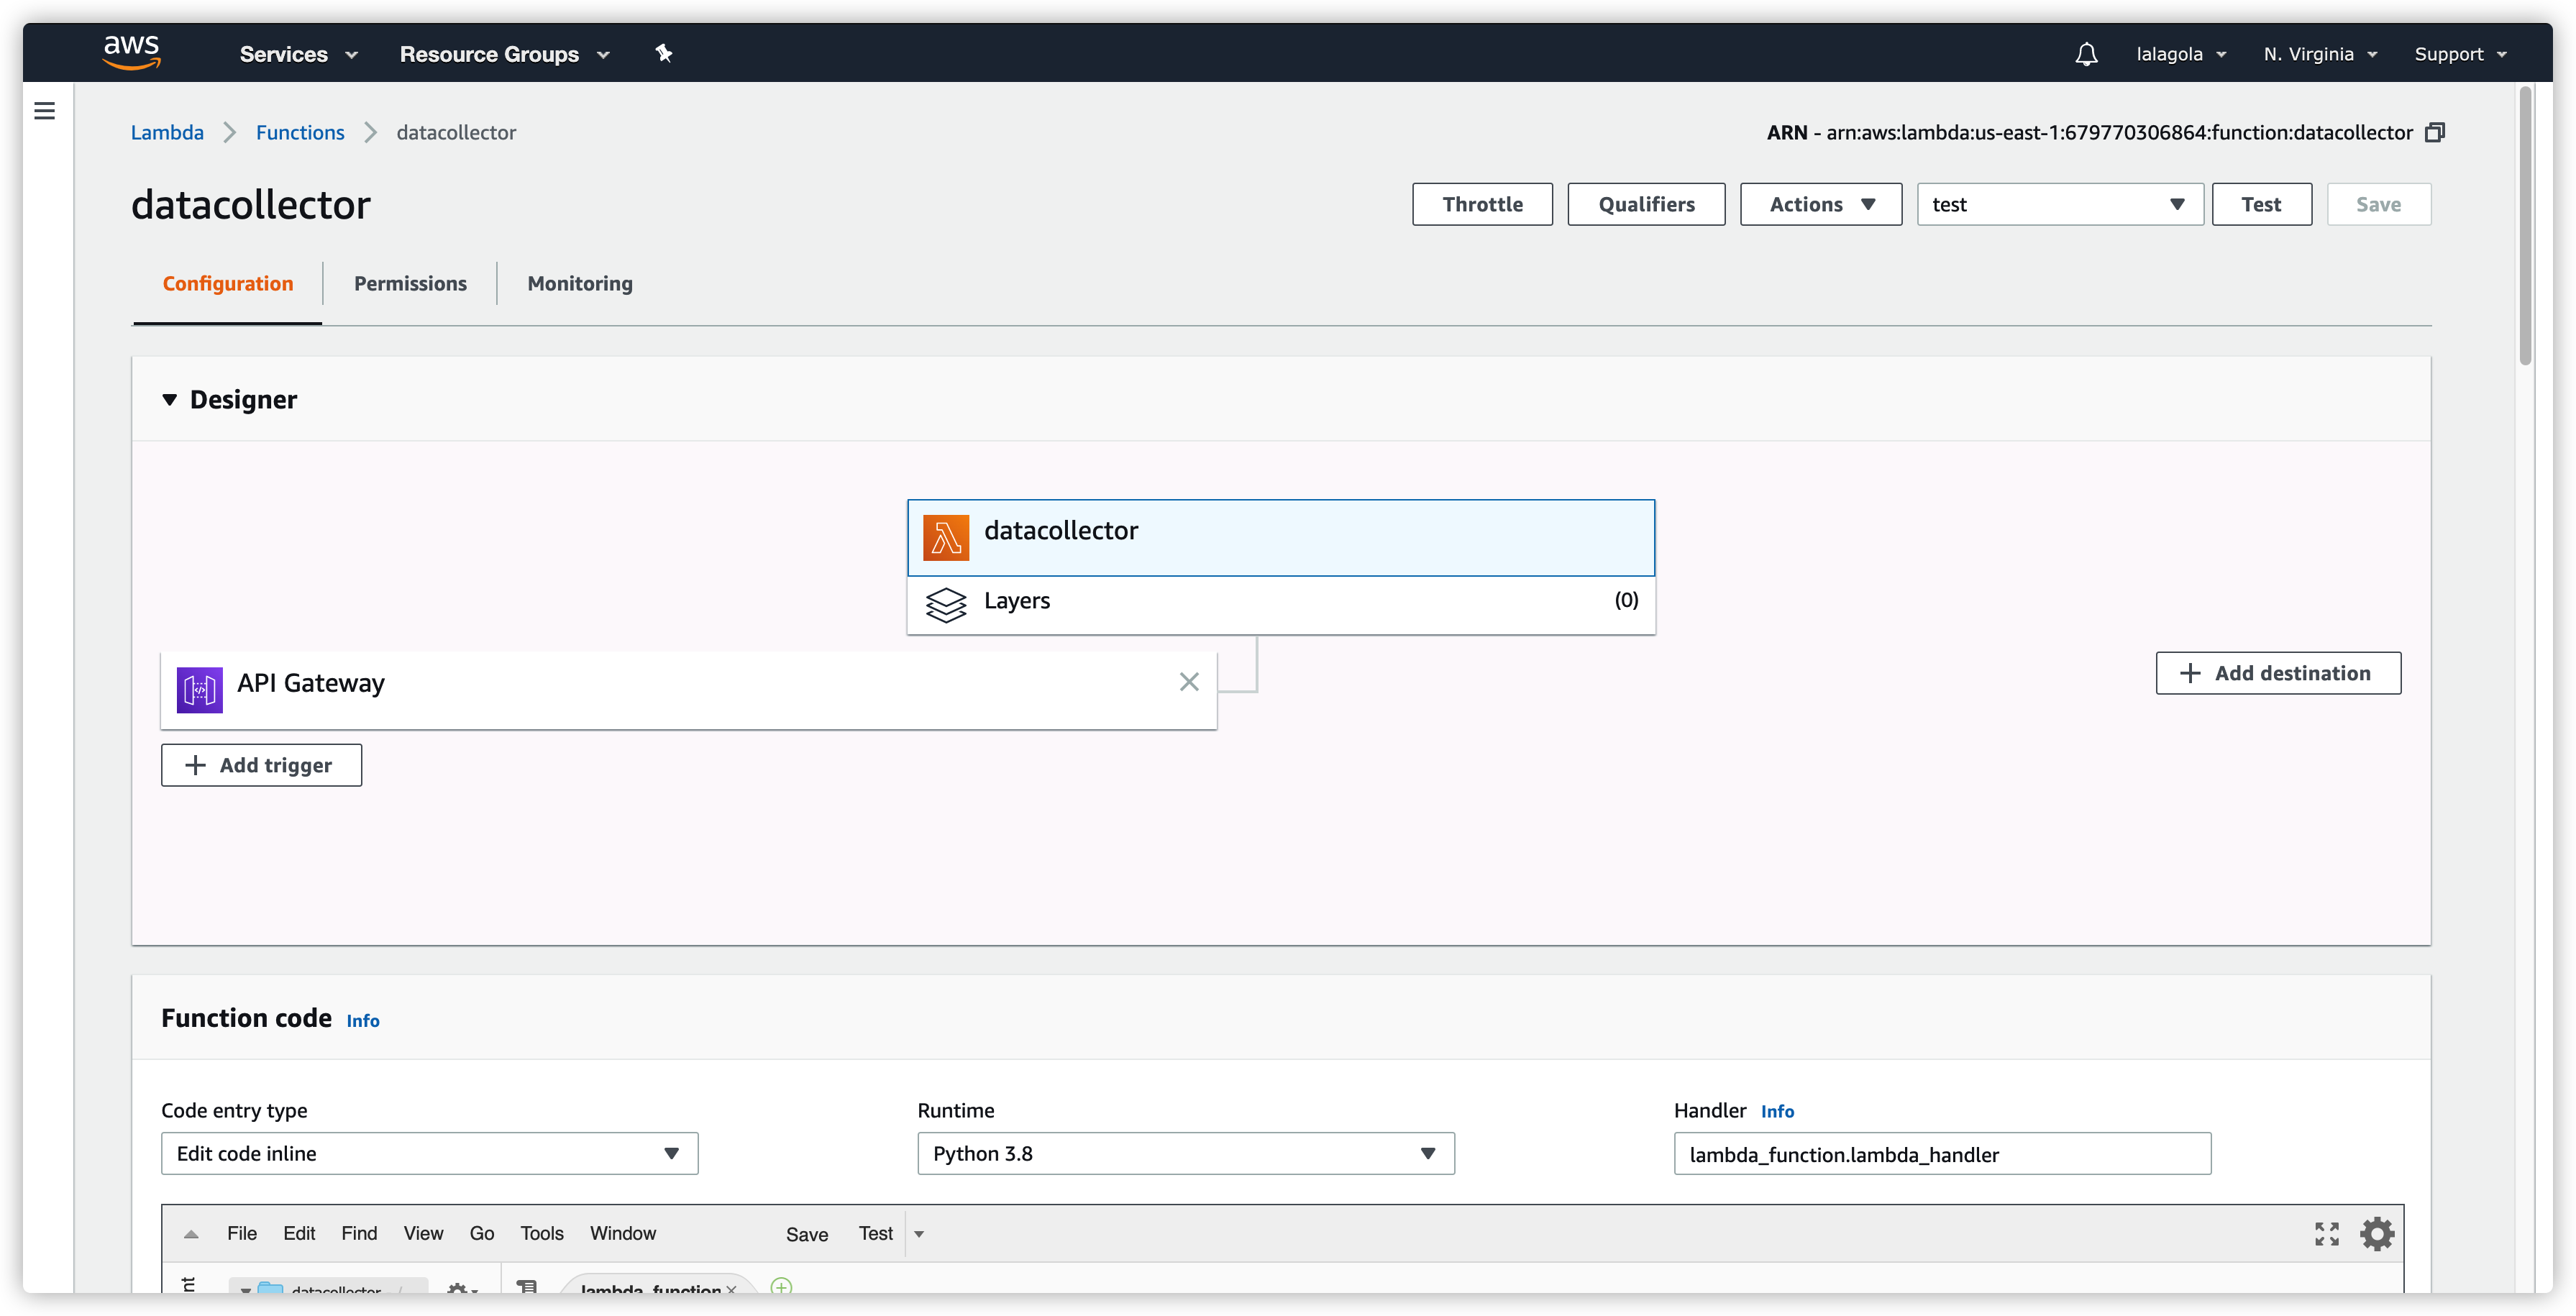 aws Services Resource Groups lalagola N. Virginia Support
Lambda Functions datacollector ARN - arn:aws:lambda:us-east-1:679770306864:function:datacollector
datacollector Throttle Qualifiers Actions test Test Save
Configuration Permissions Monitoring
Designer
datacollector
Layers (0)
API Gateway
Add destination
Add trigger
Function code Info
Code entry type Runtime Handler Info
Edit code inline Python 3.8 lambda_function.lambda_handler
File Edit Find View Go Tools Window Save Test
datacollector lambda_function